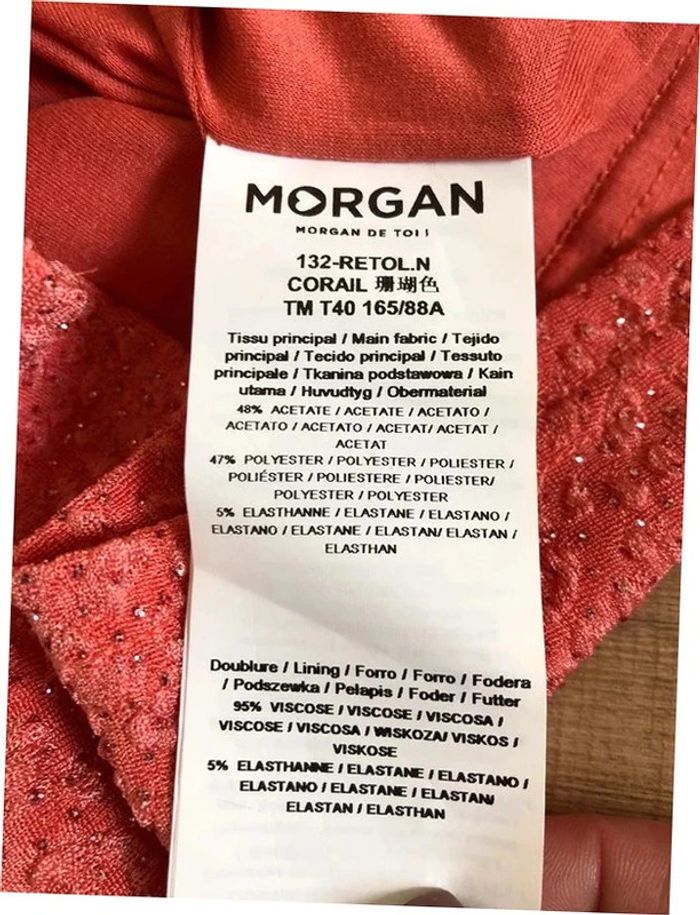 MORGAN
MORGAN DE TOI !
132-RETOL.N
CORAIL 珊瑚色
TM T40 165/88A
Tissu principal / Main fabric / Tejido
principal / Tecido principal / Tessuto
principale / Tkanina podstawowa / Kain
utama / Huvudtyg / Obermaterial
48% ACETATE / ACETATE / ACETATO /
ACETATO / ACETATO / ACETAT/ ACETAT /
ACETAT
47% POLYESTER / POLYESTER / POLIESTER /
POLIÉSTER / POLIESTERE / POLIESTER/
POLYESTER / POLYESTER
5% ELASTHANNE / ELASTANE / ELASTANO /
ELASTANO / ELASTANE / ELASTAN/ ELASTAN /
ELASTHAN
Doublure / Lining / Forro / Forro / Fodera
/ Podszewka / Pelapis / Foder / Futter
95% VISCOSE / VISCOSE / VISCOSA /
VISCOSE / VISCOSA / WISKOZA/ VISKOS /
VISKOSE
5% ELASTHANNE / ELASTANE / ELASTANO /
ELASTANO / ELASTANE / ELASTAN/
ELASTAN / ELASTHAN